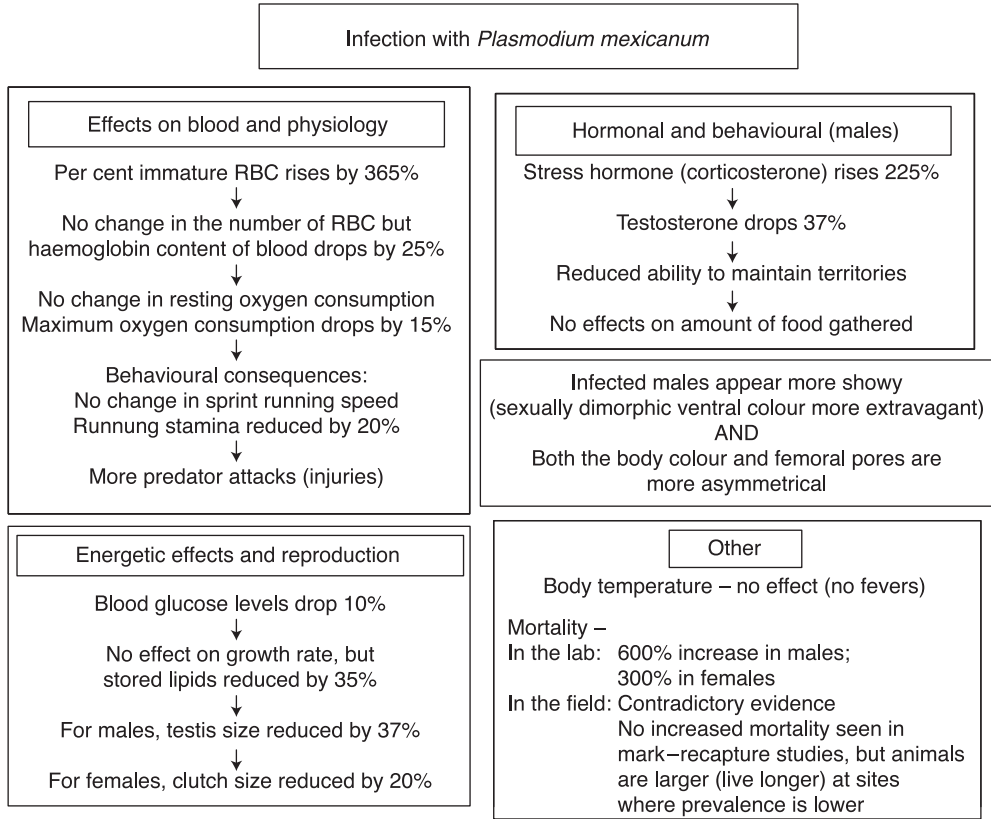 Infection with Plasmodium mexicanum
Effects on blood and physiology
Per cent immature RBC rises by 365%
No change in the number of RBC but
haemoglobin content of blood drops by 25%
No change in resting oxygen consumption
Maximum oxygen consumption drops by 15%
Behavioural consequences:
No change in sprint running speed
Runnung stamina reduced by 20%
More predator attacks (injuries)
Hormonal and behavioural (males)
Stress hormone (corticosterone) rises 225%
Testosterone drops 37%
Reduced ability to maintain territories
No effects on amount of food gathered
Infected males appear more showy
(sexually dimorphic ventral colour more extravagant)
AND
Both the body colour and femoral pores are
more asymmetrical
Energetic effects and reproduction
Blood glucose levels drop 10%
No effect on growth rate, but
stored lipids reduced by 35%
For males, testis size reduced by 37%
For females, clutch size reduced by 20%
Other
Body temperature – no effect (no fevers)
Mortality –
In the lab: 600% increase in males;
300% in females
In the field: Contradictory evidence
No increased mortality seen in
mark–recapture studies, but animals
are larger (live longer) at sites
where prevalence is lower